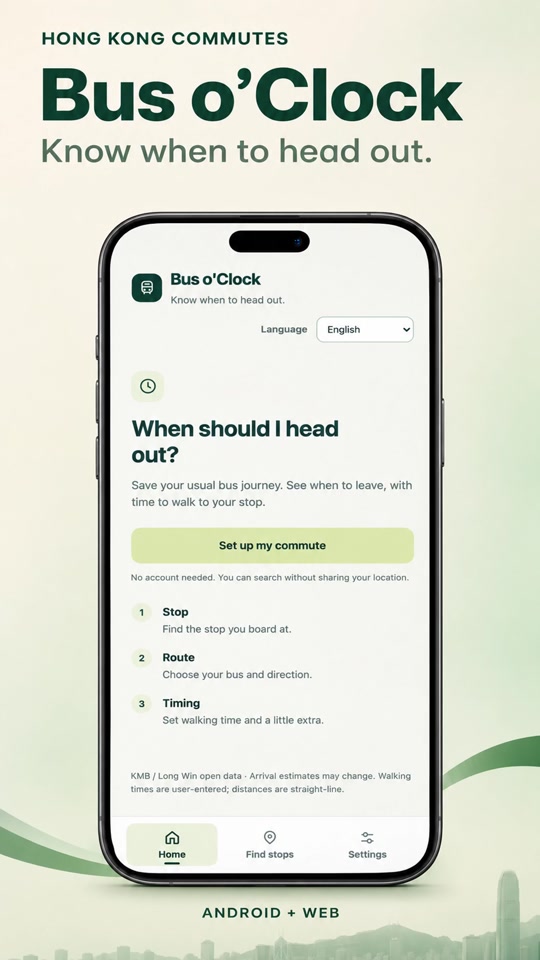 HONG KONG COMMUTES
Bus o’Clock
Know when to head out.
Bus o'Clock
Know when to head out.
Language
English
When should I head
out?
Save your usual bus journey. See when to leave, with
time to walk to your stop.
Set up my commute
No account needed. You can search without sharing your location.
1 Stop
Find the stop you board at.
2 Route
Choose your bus and direction.
3 Timing
Set walking time and a little extra.
KMB / Long Win open data · Arrival estimates may change. Walking
times are user-entered; distances are straight-line.
Home Find stops Settings
ANDROID + WEB